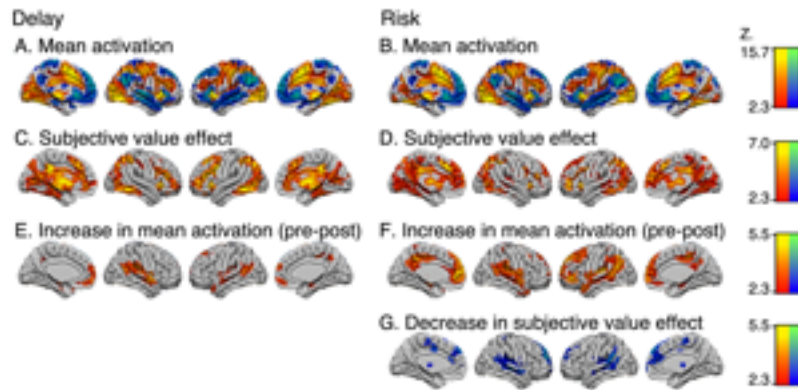 Delay
Risk
A. Mean activation
B. Mean activation
Z.
15.7
2.3
C. Subjective value effect
D. Subjective value effect
7.0
2.3
E. Increase in mean activation (pre-post)
F. Increase in mean activation (pre-post)
5.5
2.3
G. Decrease in subjective value effect
5.5
2.3